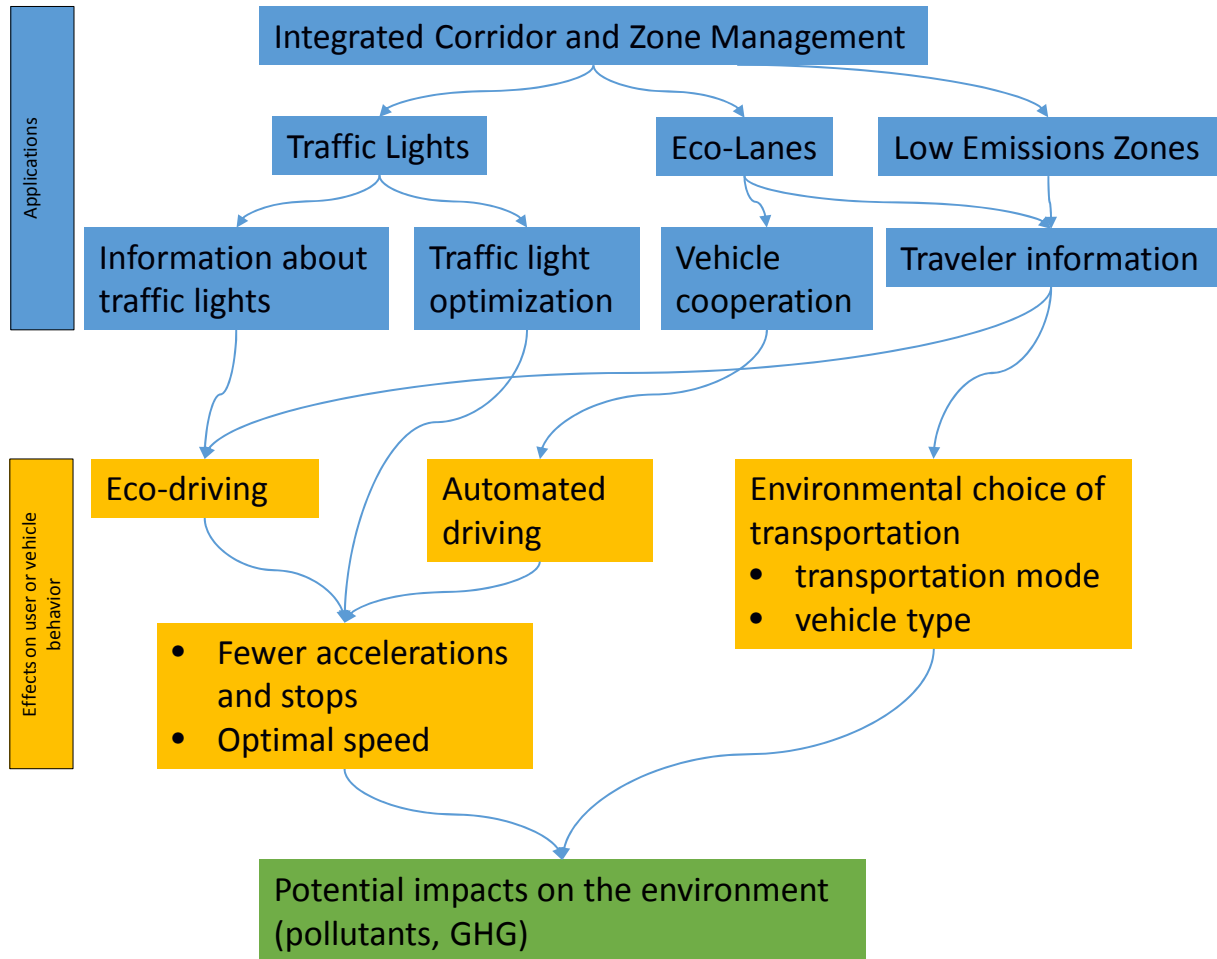 Applications
Integrated Corridor and Zone Management
Traffic Lights
Eco-Lanes
Low Emissions Zones
Information about
traffic lights
Traffic light
optimization
Vehicle
cooperation
Traveler information
Effects on user or vehicle
behavior
Eco-driving
Automated
driving
Environmental choice of
transportation
• transportation mode
• vehicle type
• Fewer accelerations
and stops
• Optimal speed
Potential impacts on the environment
(pollutants, GHG)